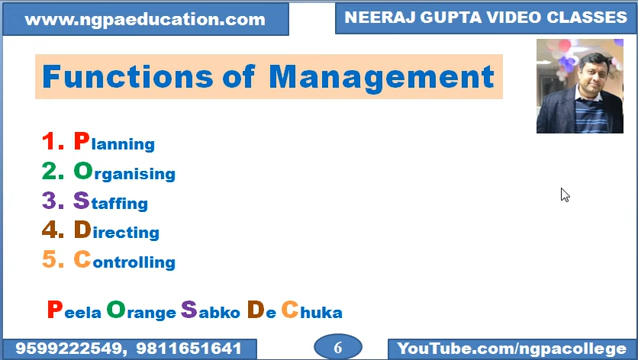 www.ngpaeducation.com
NEERAJ GUPTA VIDEO CLASSES
Functions of Management
1. Planning
2. Organising
3. Staffing
4. Directing
5. Controlling
Peela Orange Sabko De Chuka
9599222549, 9811651641
6
YouTube.com/ngpacollege